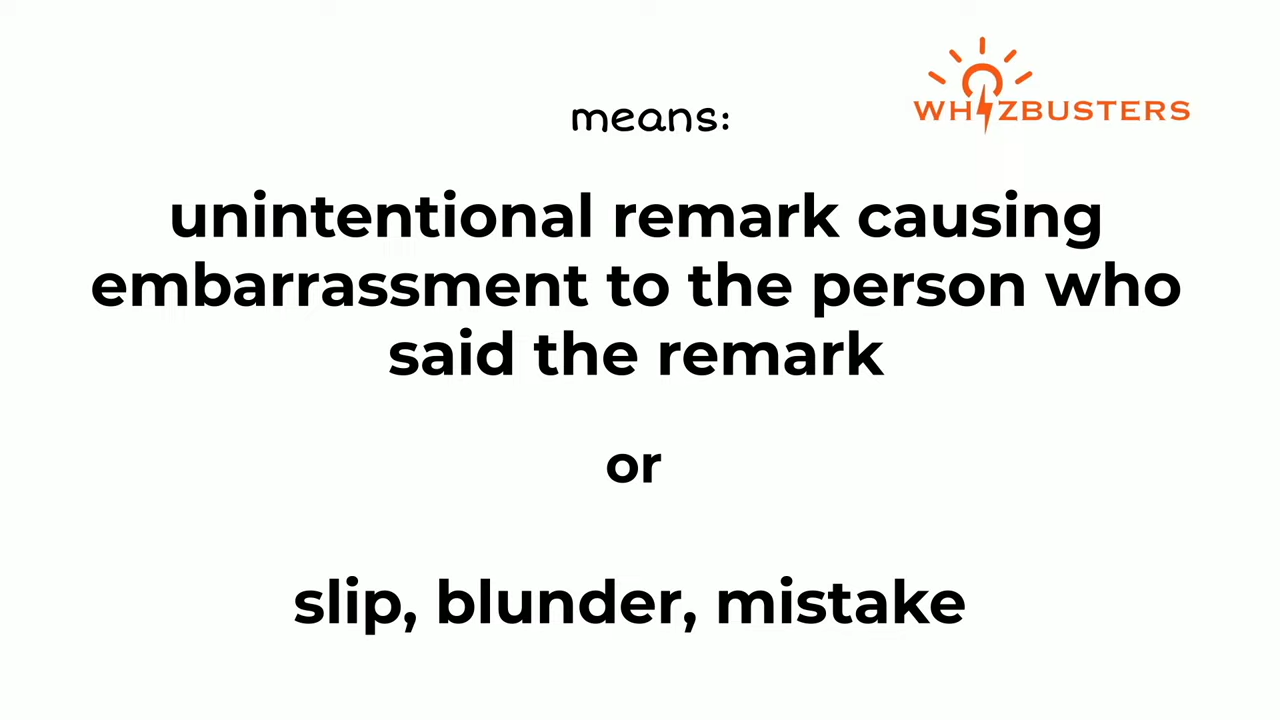 WHIZBUSTERS
means:
unintentional remark causing
embarrassment to the person who
said the remark
or
slip, blunder, mistake